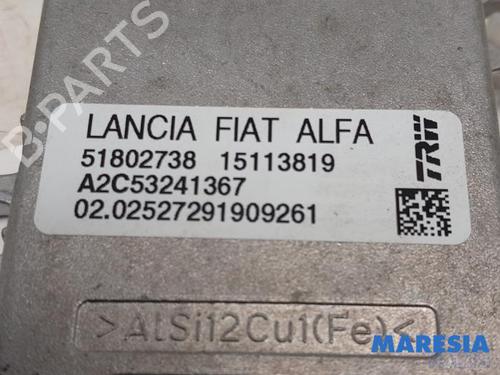 B-PARTS
LANCIA FIAT ALFA
51802738 15113819
A2C53241367
02.02527291909261
TRW
>AlSi12Cu1(Fe)<
MARESIA